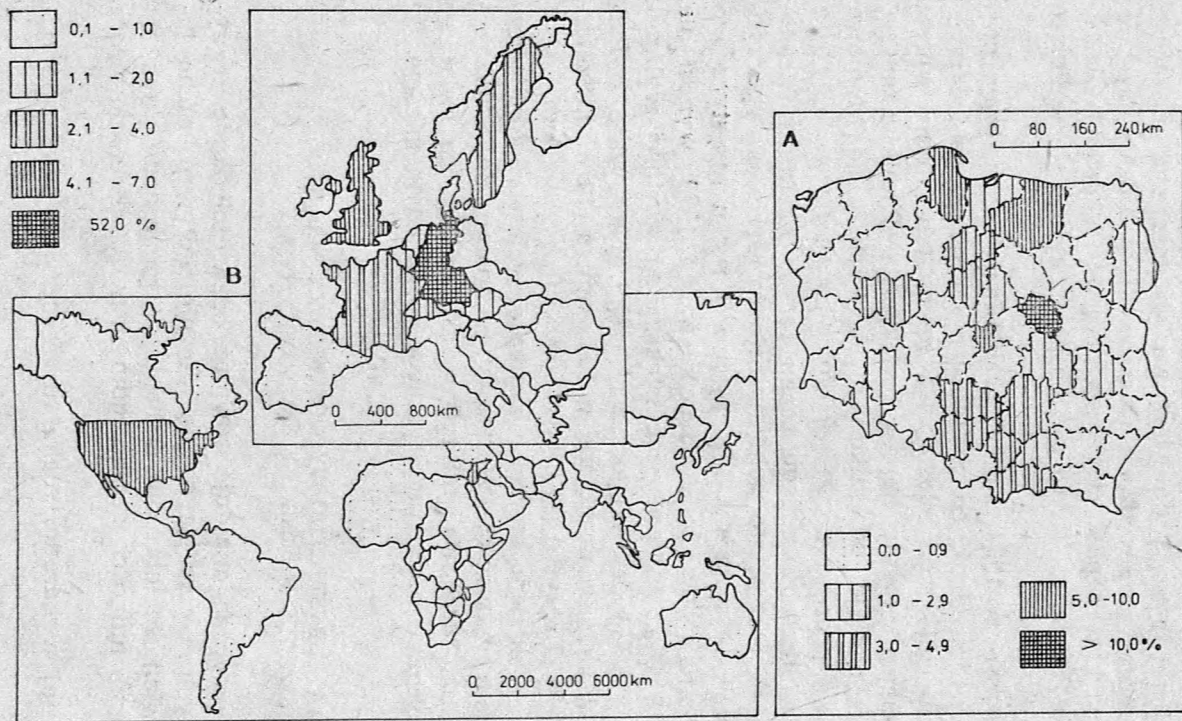 0,1 - 1,0
1,1 - 2,0
2,1 - 4.0
4,1 - 7.0
52,0 %
B
0 400 800 km
0 2000 4000 6000 km
A
0 80 160 240 km
0,0 - 09
1,0 - 2,9
3,0 - 4,9
5,0 - 10,0
> 10,0 %